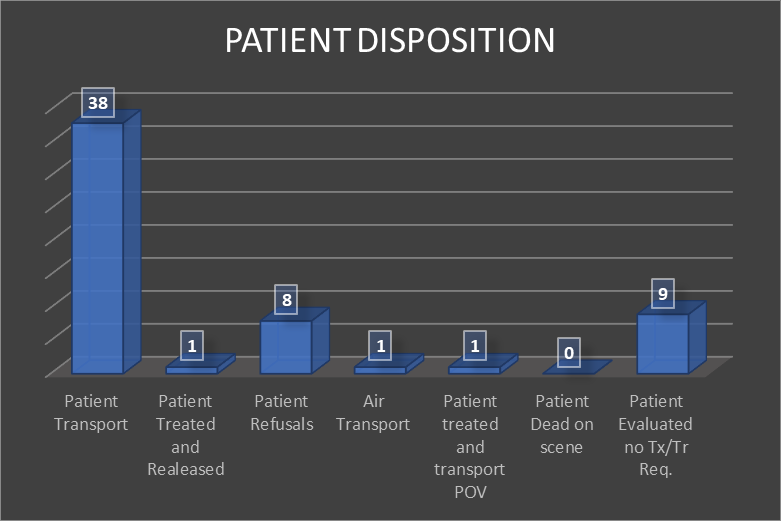 PATIENT DISPOSITION
38
1
8
1
1
0
9
Patient
Transport
Patient
Treated
and
Realeased
Patient
Refusals
Air
Transport
Patient
treated
and
transport
POV
Patient
Dead on
scene
Patient
Evaluated
no Tx/Tr
Req.